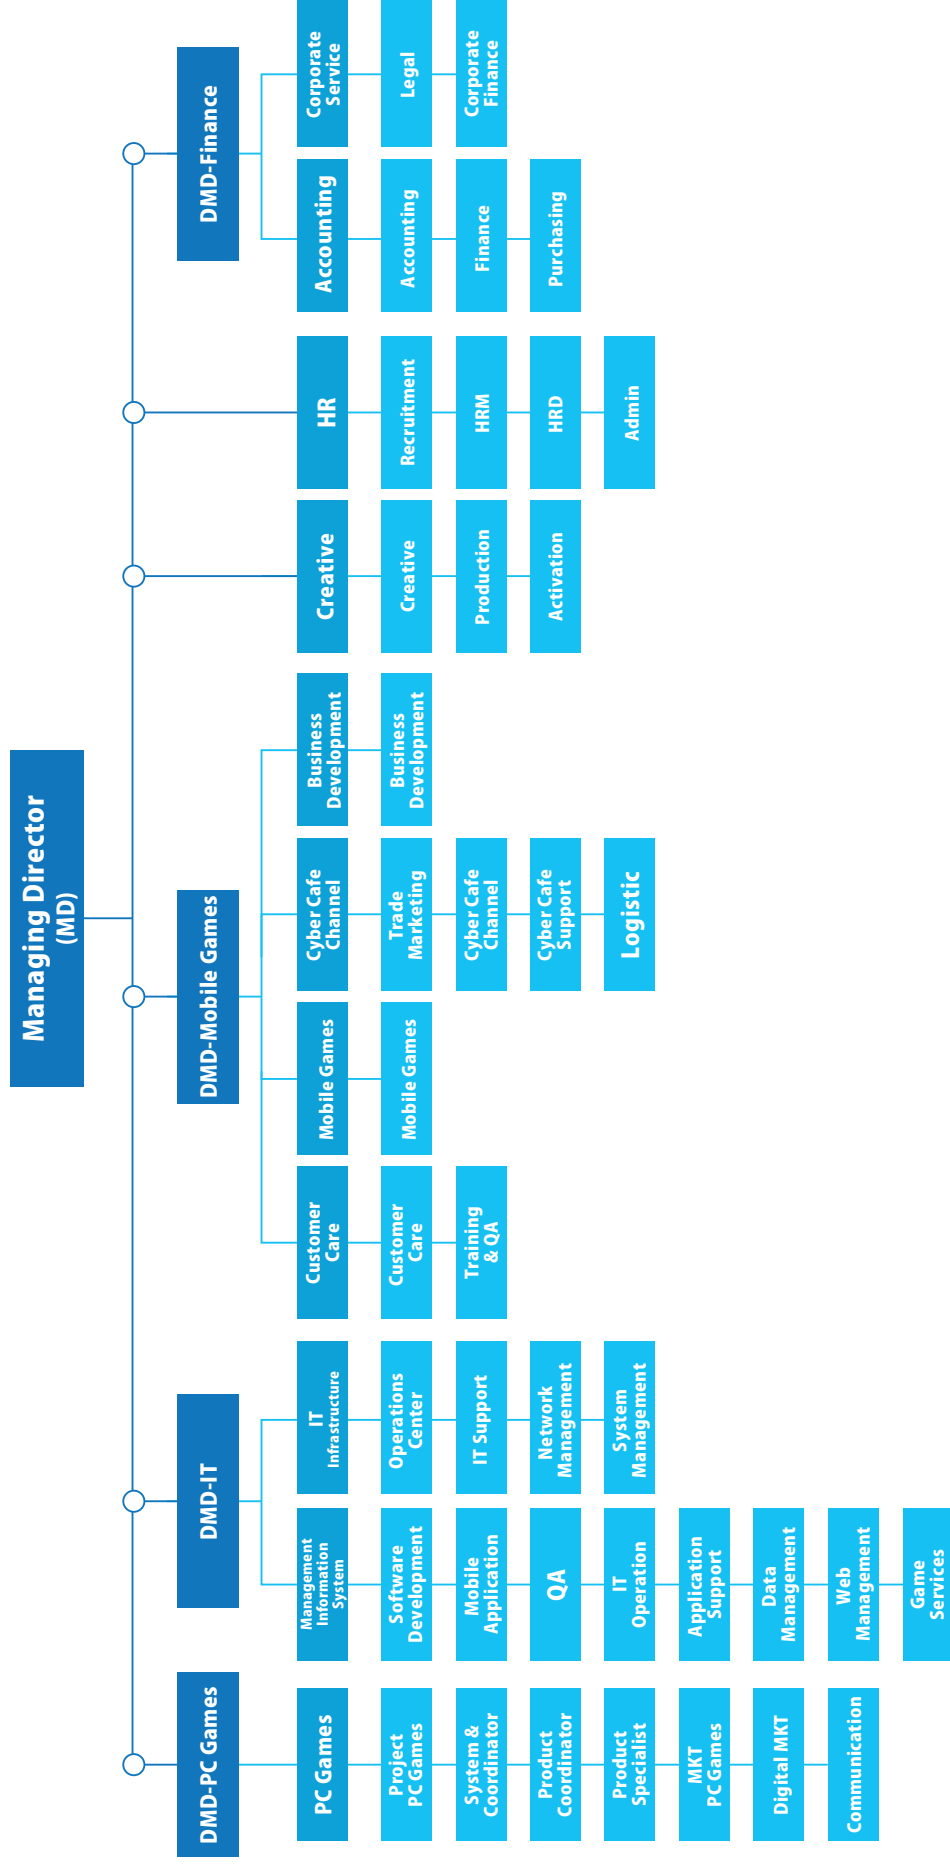 Managing Director
(MD)
DMD-PC Games
PC Games
Project
PC Games
System &
Coordinator
Product
Coordinator
Product
Specialist
MKT
PC Games
Digital MKT
Communication
DMD-IT
Management
Information
System
Software
Development
Mobile
Application
QA
IT
Operation
Application
Support
Data
Management
Web
Management
Game
Services
IT
Infrastructure
Operations
Center
IT Support
Network
Management
System
Management
DMD-Mobile Games
Customer
Care
Customer
Care
Training
& QA
Mobile Games
Mobile Games
Cyber Cafe
Channel
Trade
Marketing
Cyber Cafe
Channel
Cyber Cafe
Support
Logistic
Business
Development
Business
Development
Creative
Creative
Production
Activation
HR
Recruitment
HRM
HRD
Admin
DMD-Finance
Accounting
Accounting
Finance
Purchasing
Corporate
Service
Legal
Corporate
Finance